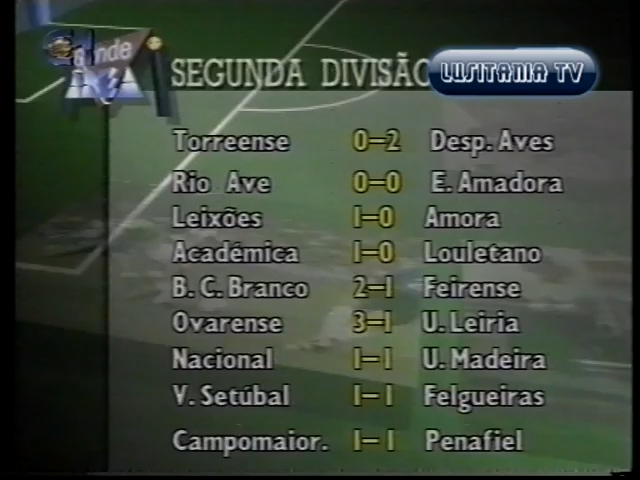 Grande
SEGUNDA DIVISÃO
LUSITANIA TV
Torreense 0-2 Desp. Aves
Rio Ave 0-0 E. Amadora
Leixões 1-0 Amora
Académica 1-0 Louletano
B. C. Branco 2-1 Feirense
Ovarense 3-1 U. Leiria
Nacional 1-1 U. Madeira
V. Setúbal 1-1 Felgueiras
Campomaior. 1-1 Penafiel